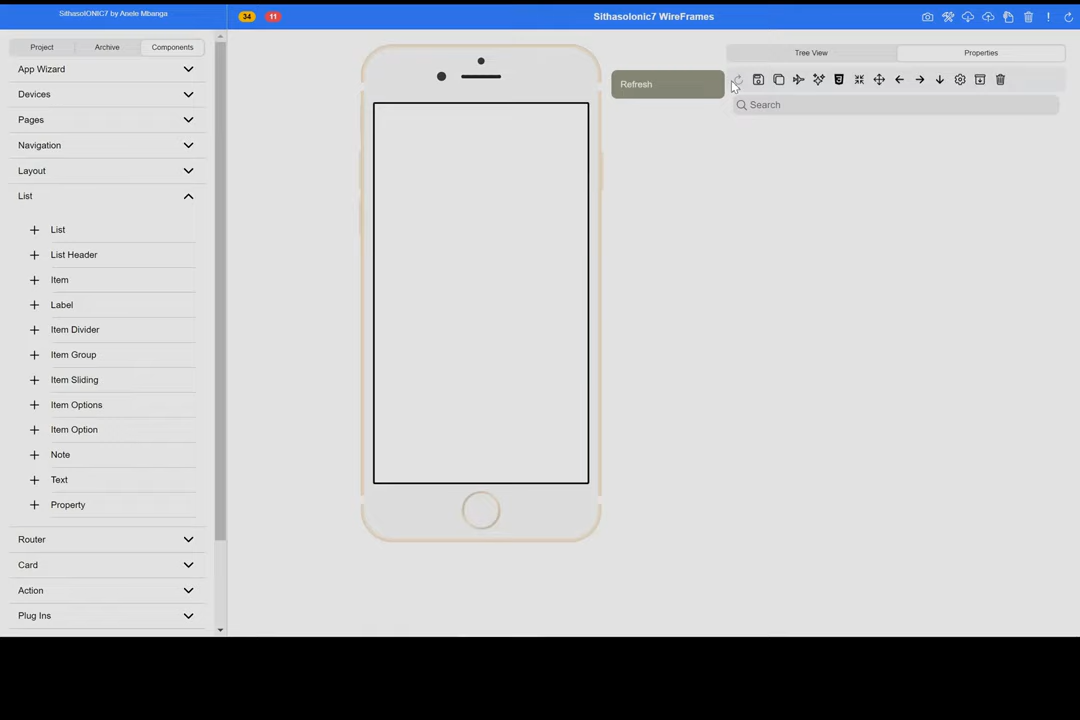 SithasoIONIC7 by Anele Mbanga
34
11
SithasoIonic7 WireFrames
Project
Archive
Components
App Wizard
Devices
Pages
Navigation
Layout
List
List
List Header
Item
Label
Item Divider
Item Group
Item Sliding
Item Options
Item Option
Note
Text
Property
Router
Card
Action
Plug Ins
Refresh
Tree View
Properties
Search